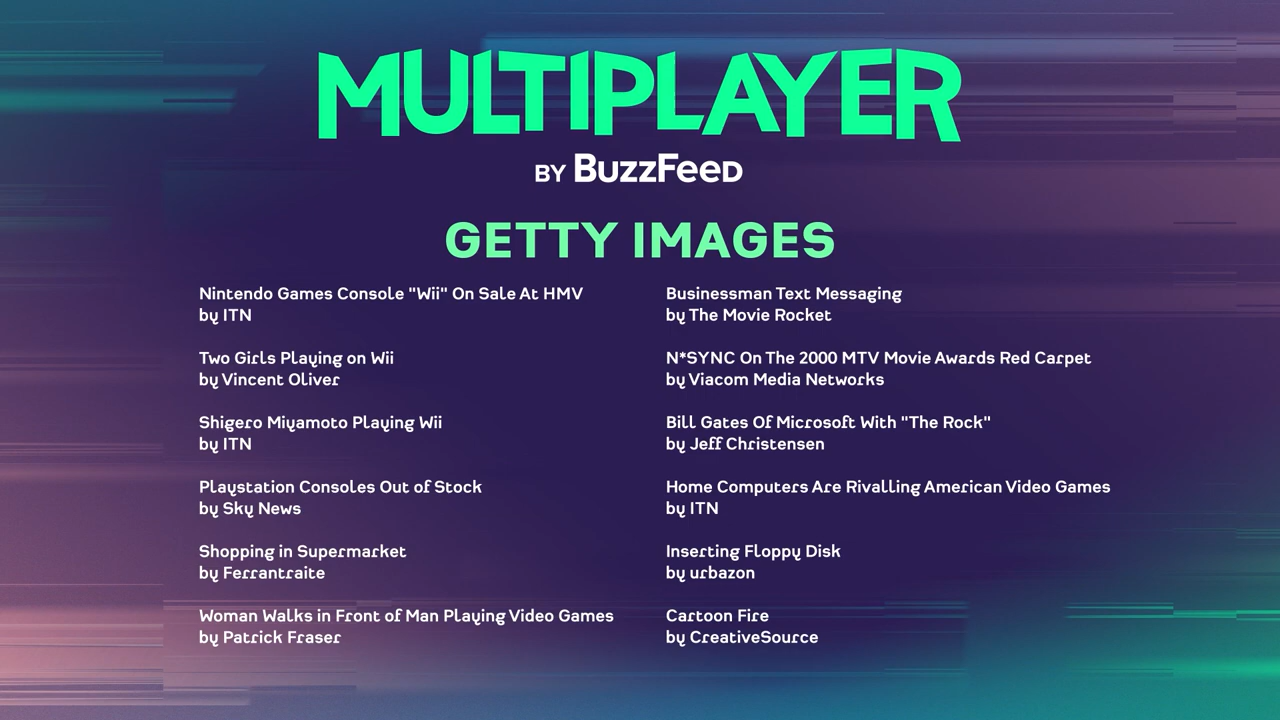 MULTIPLAYER
BY BuzzFeed
GETTY IMAGES
Nintendo Games Console "Wii" On Sale At HMV
by ITN
Two Girls Playing on Wii
by Vincent Oliver
Shigero Miyamoto Playing Wii
by ITN
Playstation Consoles Out of Stock
by Sky News
Shopping in Supermarket
by Ferrantraite
Woman Walks in Front of Man Playing Video Games
by Patrick Fraser
Businessman Text Messaging
by The Movie Rocket
N*SYNC On The 2000 MTV Movie Awards Red Carpet
by Viacom Media Networks
Bill Gates Of Microsoft With "The Rock"
by Jeff Christensen
Home Computers Are Rivalling American Video Games
by ITN
Inserting Floppy Disk
by urbazon
Cartoon Fire
by CreativeSource